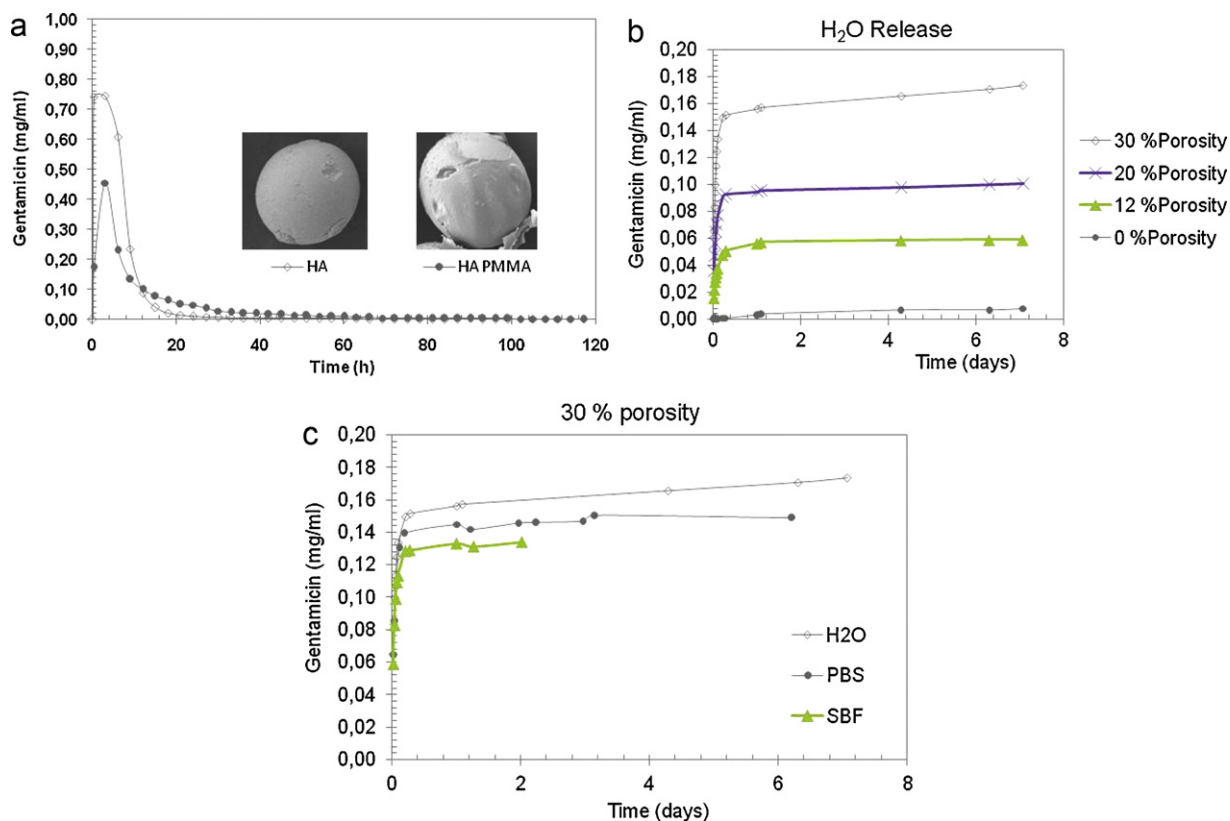 a
1,00
0,90
0,80
0,70
0,60
0,50
0,40
0,30
0,20
0,10
0,00
Gentamicin (mg/ml)
HA
HA PMMA
0 20 40 60 80 100 120
Time (h)
b
H₂O Release
0,20
0,18
0,16
0,14
0,12
0,10
0,08
0,06
0,04
0,02
0,00
Gentamicin (mg/ml)
0 2 4 6 8
Time (days)
30 %Porosity
20 %Porosity
12 %Porosity
0 %Porosity
c
30 % porosity
0,20
0,18
0,16
0,14
0,12
0,10
0,08
0,06
0,04
0,02
0,00
Gentamicin (mg/ml)
H2O
PBS
SBF
0 2 4 6 8
Time (days)